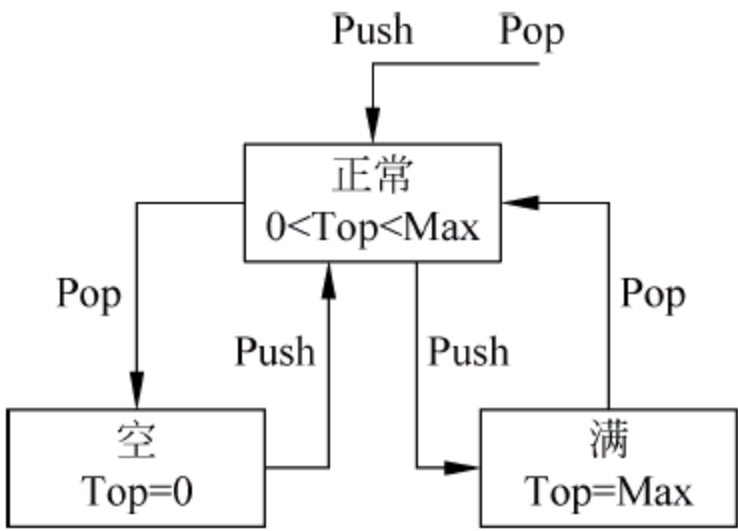 Push Pop
正常
0<Top<Max
Pop
Push
Push
Pop
空
Top=0
满
Top=Max